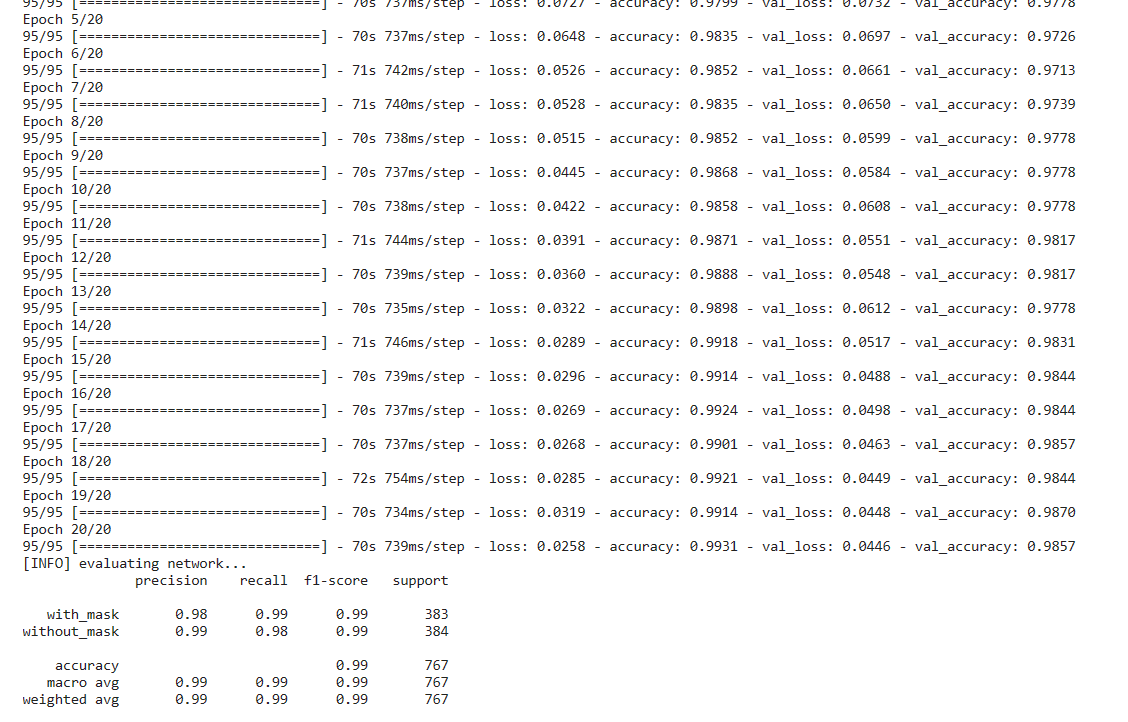 95/95 [==============================] - 70s 737ms/step - loss: 0.0727 - accuracy: 0.9799 - val_loss: 0.0732 - val_accuracy: 0.9778
Epoch 5/20
95/95 [==============================] - 70s 737ms/step - loss: 0.0648 - accuracy: 0.9835 - val_loss: 0.0697 - val_accuracy: 0.9726
Epoch 6/20
95/95 [==============================] - 71s 742ms/step - loss: 0.0526 - accuracy: 0.9852 - val_loss: 0.0661 - val_accuracy: 0.9713
Epoch 7/20
95/95 [==============================] - 71s 740ms/step - loss: 0.0528 - accuracy: 0.9835 - val_loss: 0.0650 - val_accuracy: 0.9739
Epoch 8/20
95/95 [==============================] - 70s 738ms/step - loss: 0.0515 - accuracy: 0.9852 - val_loss: 0.0599 - val_accuracy: 0.9778
Epoch 9/20
95/95 [==============================] - 70s 737ms/step - loss: 0.0445 - accuracy: 0.9868 - val_loss: 0.0584 - val_accuracy: 0.9778
Epoch 10/20
95/95 [==============================] - 70s 738ms/step - loss: 0.0422 - accuracy: 0.9858 - val_loss: 0.0608 - val_accuracy: 0.9778
Epoch 11/20
95/95 [==============================] - 71s 744ms/step - loss: 0.0391 - accuracy: 0.9871 - val_loss: 0.0551 - val_accuracy: 0.9817
Epoch 12/20
95/95 [==============================] - 70s 739ms/step - loss: 0.0360 - accuracy: 0.9888 - val_loss: 0.0548 - val_accuracy: 0.9817
Epoch 13/20
95/95 [==============================] - 70s 735ms/step - loss: 0.0322 - accuracy: 0.9898 - val_loss: 0.0612 - val_accuracy: 0.9778
Epoch 14/20
95/95 [==============================] - 71s 746ms/step - loss: 0.0289 - accuracy: 0.9918 - val_loss: 0.0517 - val_accuracy: 0.9831
Epoch 15/20
95/95 [==============================] - 70s 739ms/step - loss: 0.0296 - accuracy: 0.9914 - val_loss: 0.0488 - val_accuracy: 0.9844
Epoch 16/20
95/95 [==============================] - 70s 737ms/step - loss: 0.0269 - accuracy: 0.9924 - val_loss: 0.0498 - val_accuracy: 0.9844
Epoch 17/20
95/95 [==============================] - 70s 737ms/step - loss: 0.0268 - accuracy: 0.9901 - val_loss: 0.0463 - val_accuracy: 0.9857
Epoch 18/20
95/95 [==============================] - 72s 754ms/step - loss: 0.0285 - accuracy: 0.9921 - val_loss: 0.0449 - val_accuracy: 0.9844
Epoch 19/20
95/95 [==============================] - 70s 734ms/step - loss: 0.0319 - accuracy: 0.9914 - val_loss: 0.0448 - val_accuracy: 0.9870
Epoch 20/20
95/95 [==============================] - 70s 739ms/step - loss: 0.0258 - accuracy: 0.9931 - val_loss: 0.0446 - val_accuracy: 0.9857
[INFO] evaluating network...
              precision    recall  f1-score   support

   with_mask       0.98      0.99      0.99       383
without_mask       0.99      0.98      0.99       384

    accuracy                           0.99       767
   macro avg       0.99      0.99      0.99       767
weighted avg       0.99      0.99      0.99       767